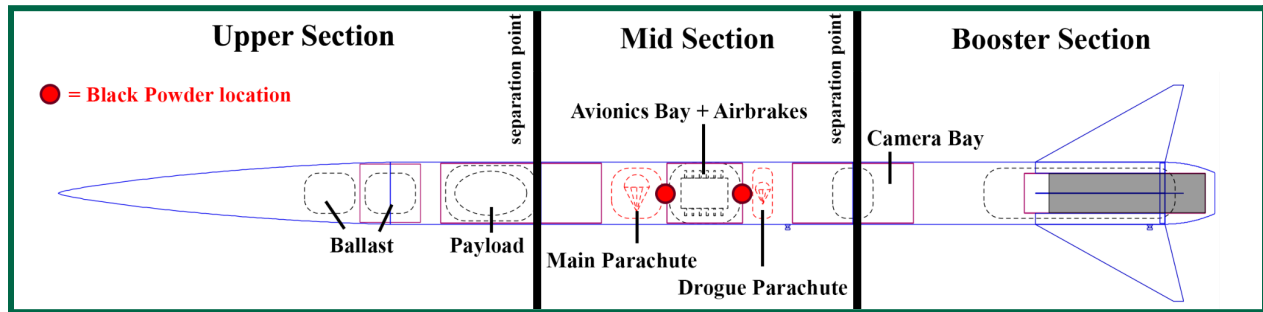 Upper Section
= Black Powder location
separation point
Mid Section
separation point
Booster Section
Avionics Bay + Airbrakes
Camera Bay
Ballast
Payload
Main Parachute
Drogue Parachute